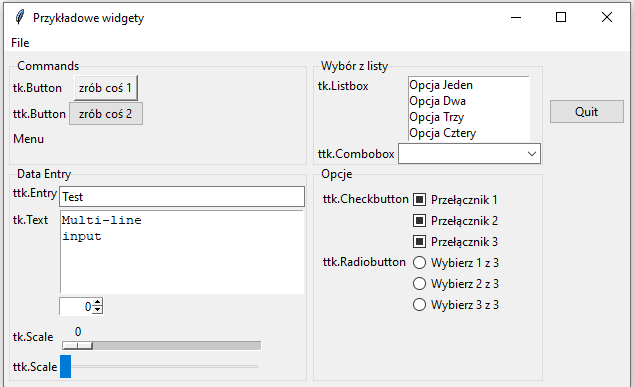 Przykładowe widgety
File
Commands
tk.Button zrób coś 1
ttk.Button zrób coś 2
Menu
Wybór z listy
tk.Listbox
Opcja Jeden
Opcja Dwa
Opcja Trzy
Opcja Cztery
ttk.Combobox
Quit
Data Entry
ttk.Entry Test
tk.Text Multi-line
input
0
0
tk.Scale
ttk.Scale
Opcje
ttk.Checkbutton Przełącznik 1
Przełącznik 2
Przełącznik 3
ttk.Radiobutton Wybierz 1 z 3
Wybierz 2 z 3
Wybierz 3 z 3